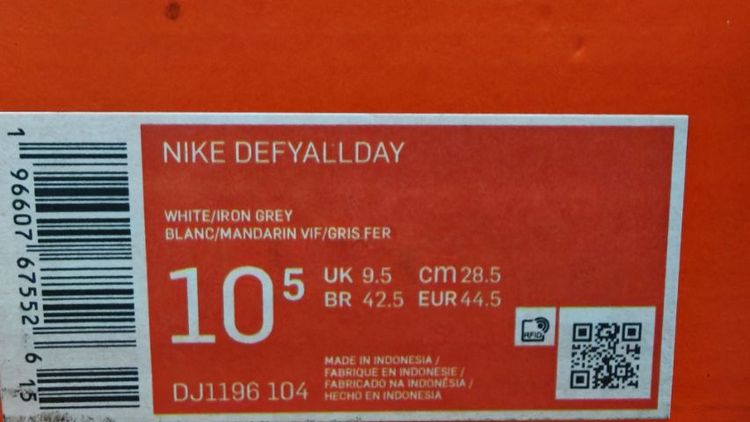 1 96607 67552 6 15
NIKE DEFYALLDAY
WHITE/IRON GREY
BLANC/MANDARIN VIF/GRIS FER
10 5
UK 9.5 cm 28.5
BR 42.5 EUR 44.5
RFID
MADE IN INDONESIA /
FABRIQUE EN INDONESIE /
FABRICADO NA INDONÉSIA /
HECHO EN INDONESIA
DJ1196 104